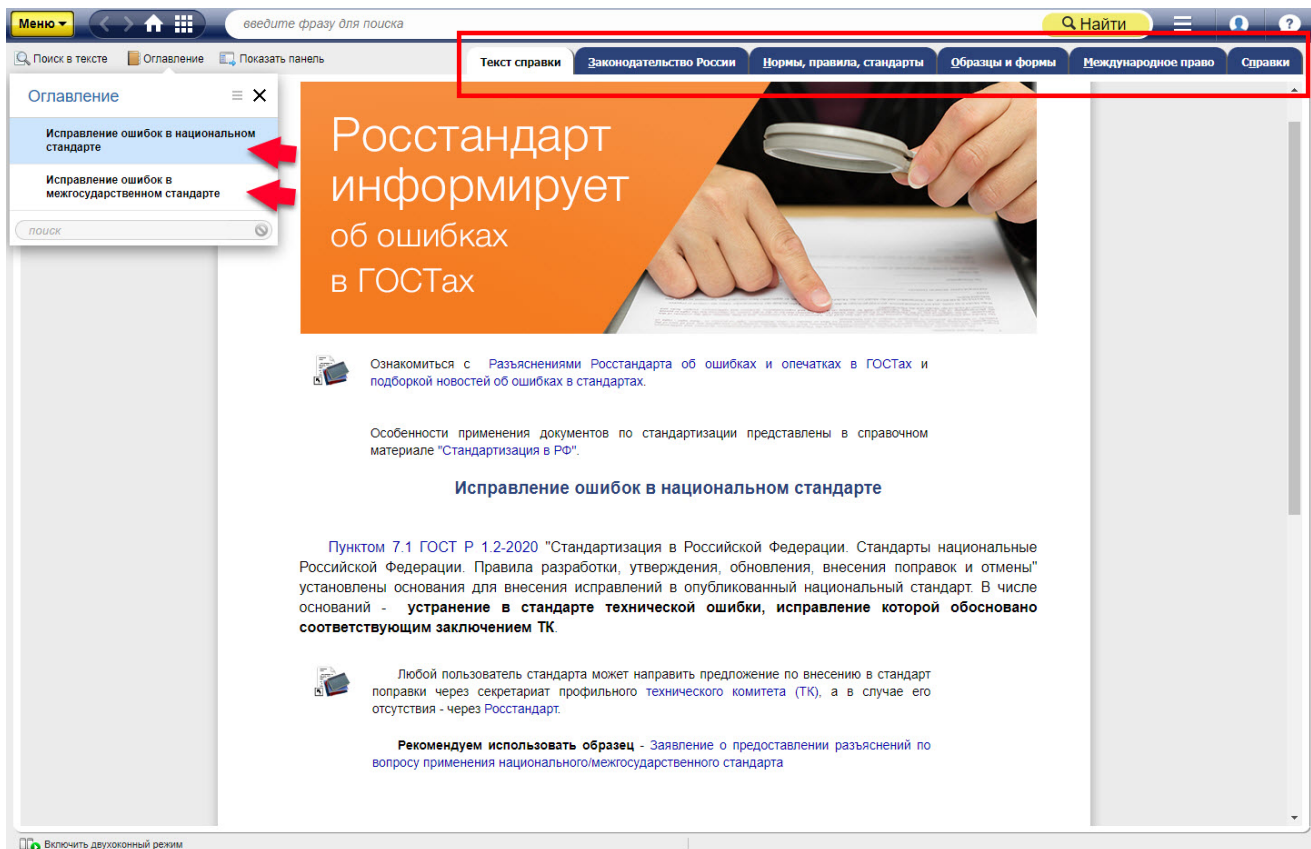 Меню
введите фразу для поиска
Найти
?
Поиск в тексте
Оглавление
Показать панель
Текст справки
Законодательство России
Нормы, правила, стандарты
Образцы и формы
Международное право
Справки
Оглавление
Исправление ошибок в национальном
стандарте
Исправление ошибок в
межгосударственном стандарте
поиск
Росстандарт
информирует
об ошибках
в ГОСТах
Ознакомиться с Разъяснениями Росстандарта об ошибках и опечатках в ГОСТах и
подборкой новостей об ошибках в стандартах.
Особенности применения документов по стандартизации представлены в справочном
материале "Стандартизация в РФ".
Исправление ошибок в национальном стандарте
Пунктом 7.1 ГОСТ Р 1.2-2020 "Стандартизация в Российской Федерации. Стандарты национальные
Российской Федерации. Правила разработки, утверждения, обновления, внесения поправок и отмены"
установлены основания для внесения исправлений в опубликованный национальный стандарт. В числе
оснований - устранение в стандарте технической ошибки, исправление которой обосновано
соответствующим заключением ТК.
Любой пользователь стандарта может направить предложение по внесению в стандарт
поправки через секретариат профильного технического комитета (ТК), а в случае его
отсутствия - через Росстандарт.
Рекомендуем использовать образец - Заявление о предоставлении разъяснений по
вопросу применения национального/межгосударственного стандарта
Включить двухоконный режим